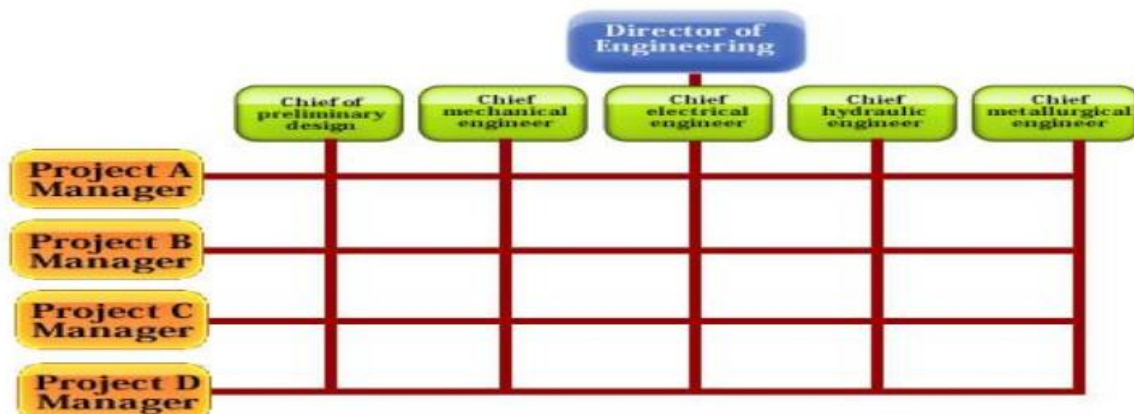 Director of
Engineering
Chief of
preliminary
design
Chief
mechanical
engineer
Chief
electrical
engineer
Chief
hydraulic
engineer
Chief
metallurgical
engineer
Project A
Manager
Project B
Manager
Project C
Manager
Project D
Manager